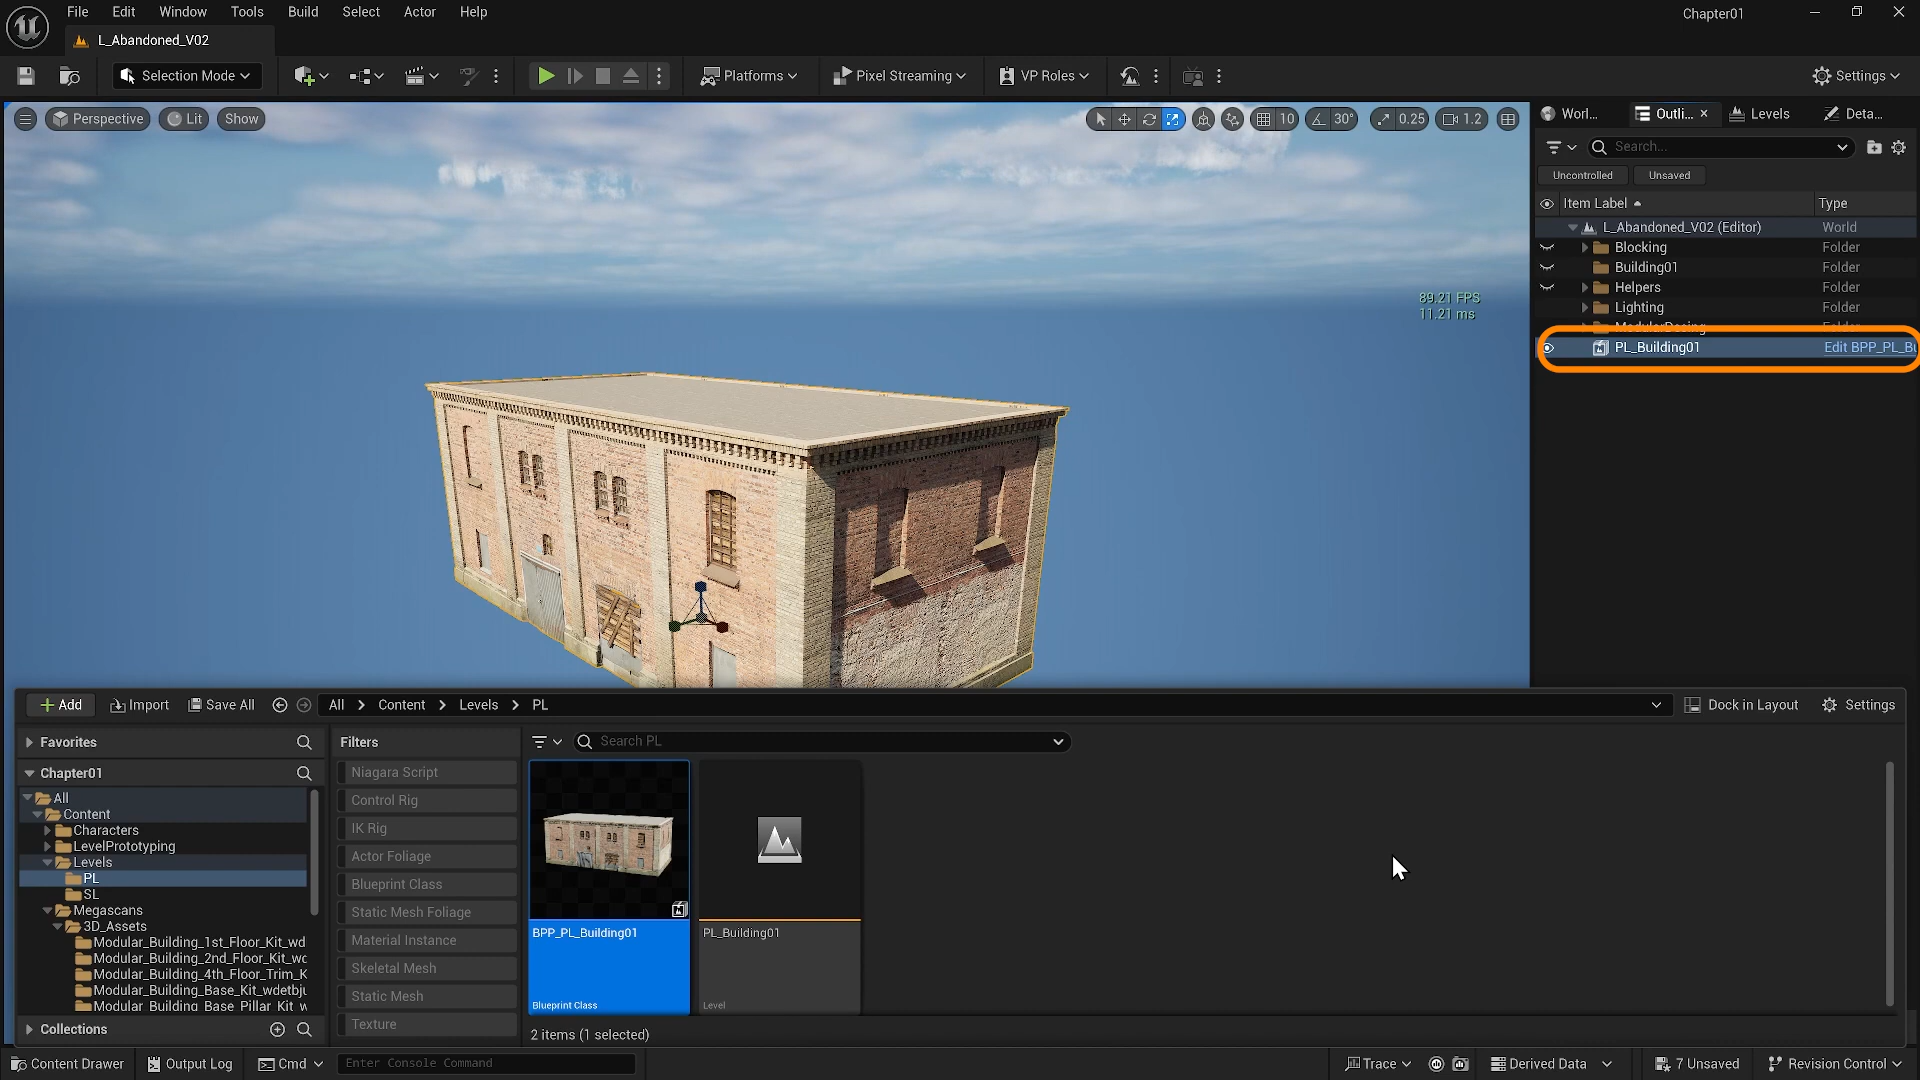 File Edit Window Tools Build Select Actor Help
Chapter01
L_Abandoned_V02
Selection Mode
Platforms
Pixel Streaming
VP Roles
Settings
Perspective
Lit
Show
10
30°
0.25
1.2
Worl...
Outli...
Levels
Deta...
Search...
Uncontrolled
Unsaved
Item Label
Type
L_Abandoned_V02 (Editor)
World
Blocking
Folder
Building01
Folder
Helpers
Folder
Lighting
Folder
PL_Building01
Edit BPP_PL_Bu
89.21 FPS
11.21 ms
Add
Import
Save All
All
Content
Levels
PL
Dock in Layout
Settings
Favorites
Filters
Search PL
Chapter01
All
Content
Characters
LevelPrototyping
Levels
PL
SL
Megascans
3D_Assets
Modular_Building_1st_Floor_Kit_wd
Modular_Building_2nd_Floor_Kit_wc
Modular_Building_4th_Floor_Trim_K
Modular_Building_Base_Kit_wdetbju
Modular_Building_Base_Pillar_Kit_w
Collections
Niagara Script
Control Rig
IK Rig
Actor Foliage
Blueprint Class
Static Mesh Foliage
Material Instance
Skeletal Mesh
Static Mesh
Texture
BPP_PL_Building01
Blueprint Class
PL_Building01
Level
2 items (1 selected)
Content Drawer
Output Log
Cmd
Enter Console Command
Trace
Derived Data
7 Unsaved
Revision Control